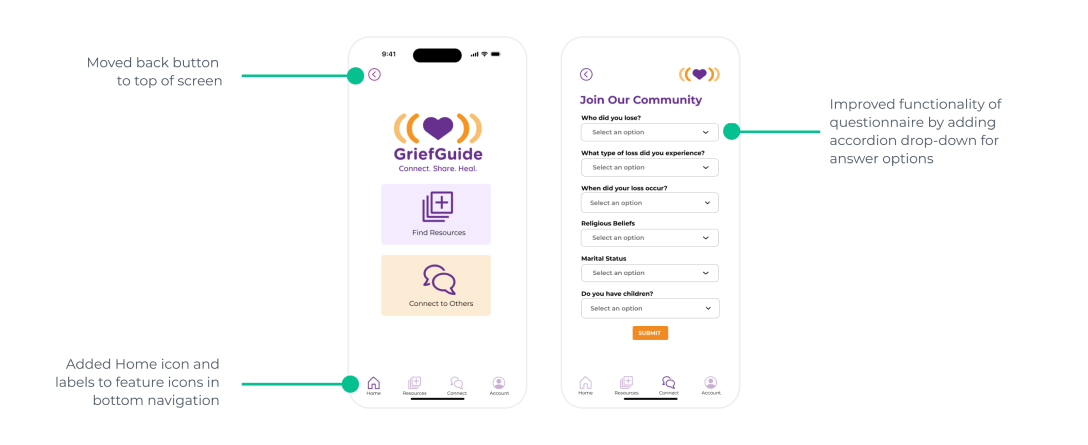 Moved back button
to top of screen
Added Home icon and
labels to feature icons in
bottom navigation
9:41
GriefGuide
Connect. Share. Heal.
Find Resources
Connect to Others
Home
Resources
Connect
Account
Join Our Community
Who did you lose?
Select an option
What type of loss did you experience?
Select an option
When did your loss occur?
Select an option
Religious Beliefs
Select an option
Marital Status
Select an option
Do you have children?
Select an option
SUBMIT
Home
Resources
Connect
Account
Improved functionality of
questionnaire by adding
accordion drop-down for
answer options